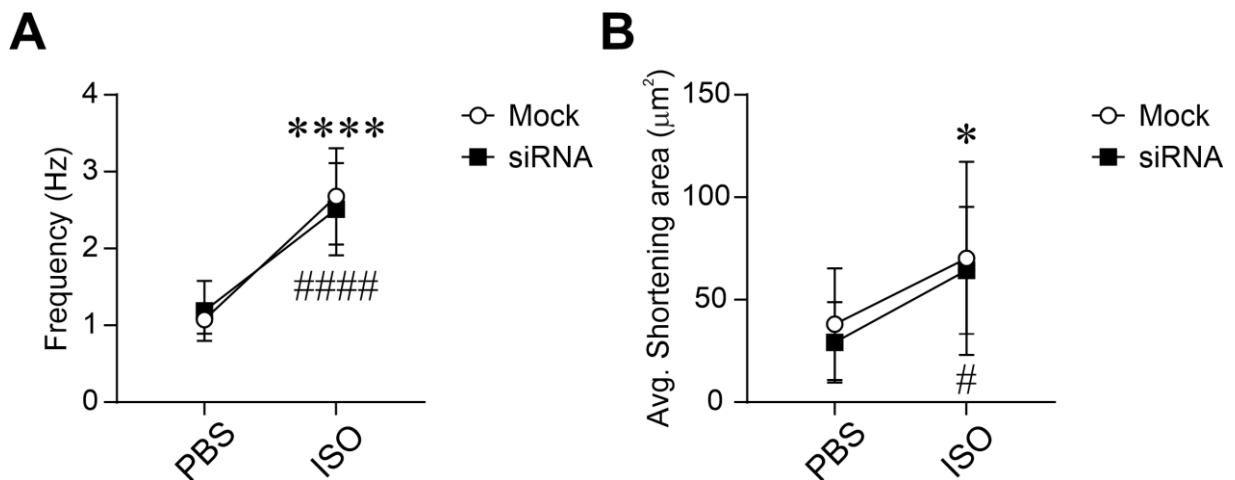 A
Frequency (Hz)
4
3
2
1
0
****
####
PBS
ISO
Mock
siRNA
B
Avg. Shortening area (μm²)
150
100
50
0
*
#
PBS
ISO
Mock
siRNA